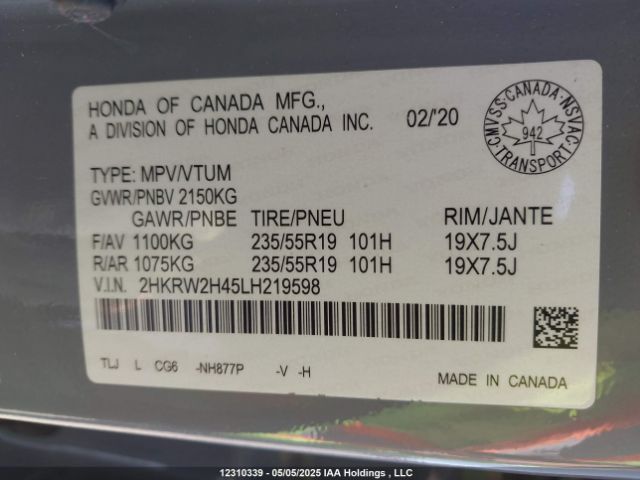 HONDA OF CANADA MFG.,
A DIVISION OF HONDA CANADA INC. 02/'20
CMVSS·CANADA·NSVAC·TRANSPORT·
942
TYPE: MPV/VTUM
GVWR/PNBV 2150KG
GAWR/PNBE TIRE/PNEU RIM/JANTE
F/AV 1100KG 235/55R19 101H 19X7.5J
R/AR 1075KG 235/55R19 101H 19X7.5J
V.I.N. 2HKRW2H45LH219598
TLJ L CG6 -NH877P -V -H
MADE IN CANADA
12310339 - 05/05/2025 IAA Holdings , LLC